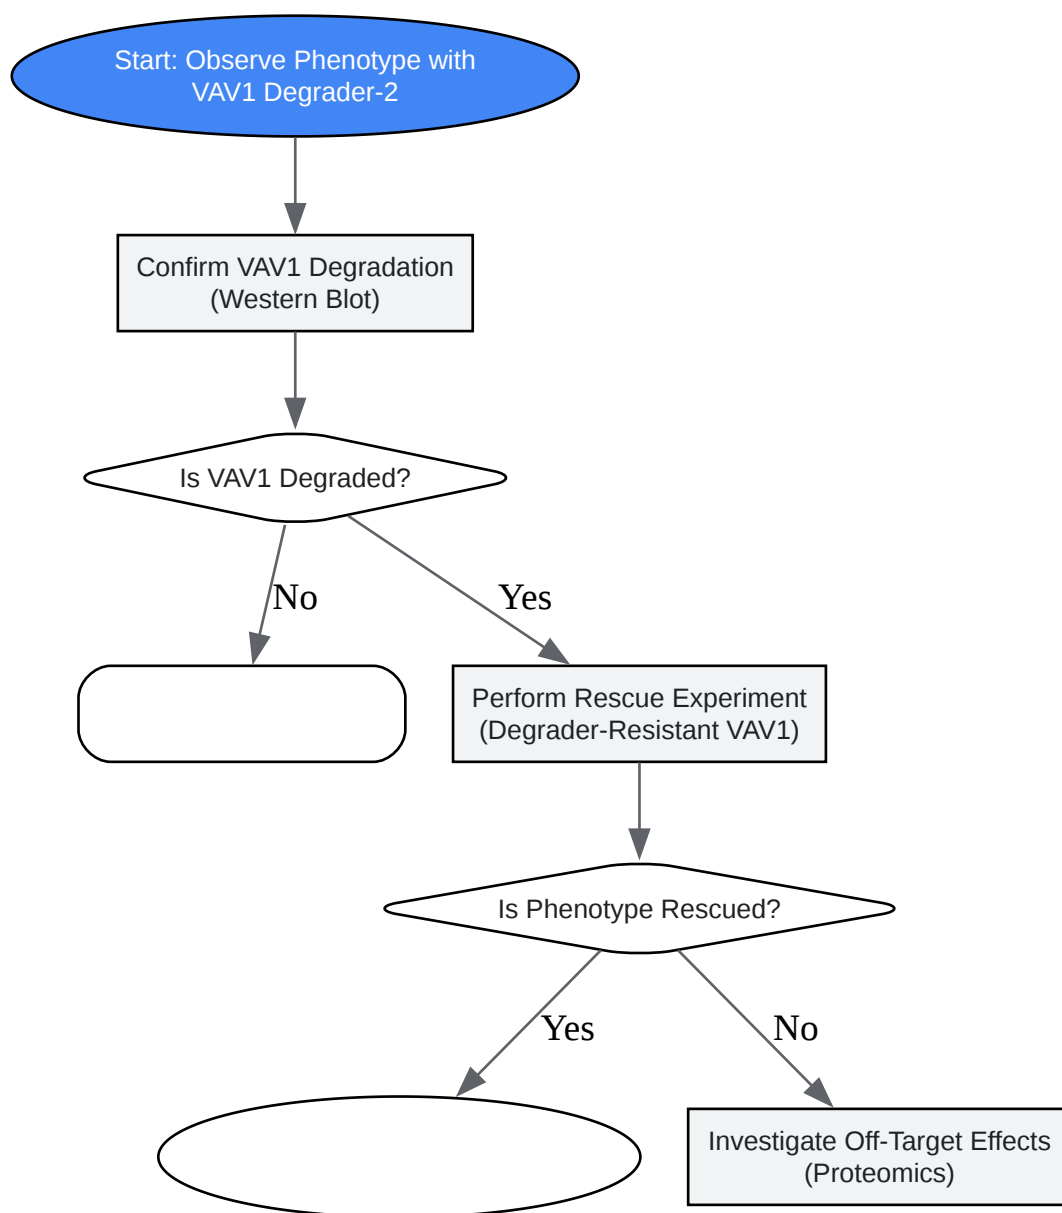 Start: Observe Phenotype with
VAV1 Degrader-2
Confirm VAV1 Degradation
(Western Blot)
Is VAV1 Degraded?
No
Yes
Perform Rescue Experiment
(Degrader-Resistant VAV1)
Is Phenotype Rescued?
Yes
No
Investigate Off-Target Effects
(Proteomics)